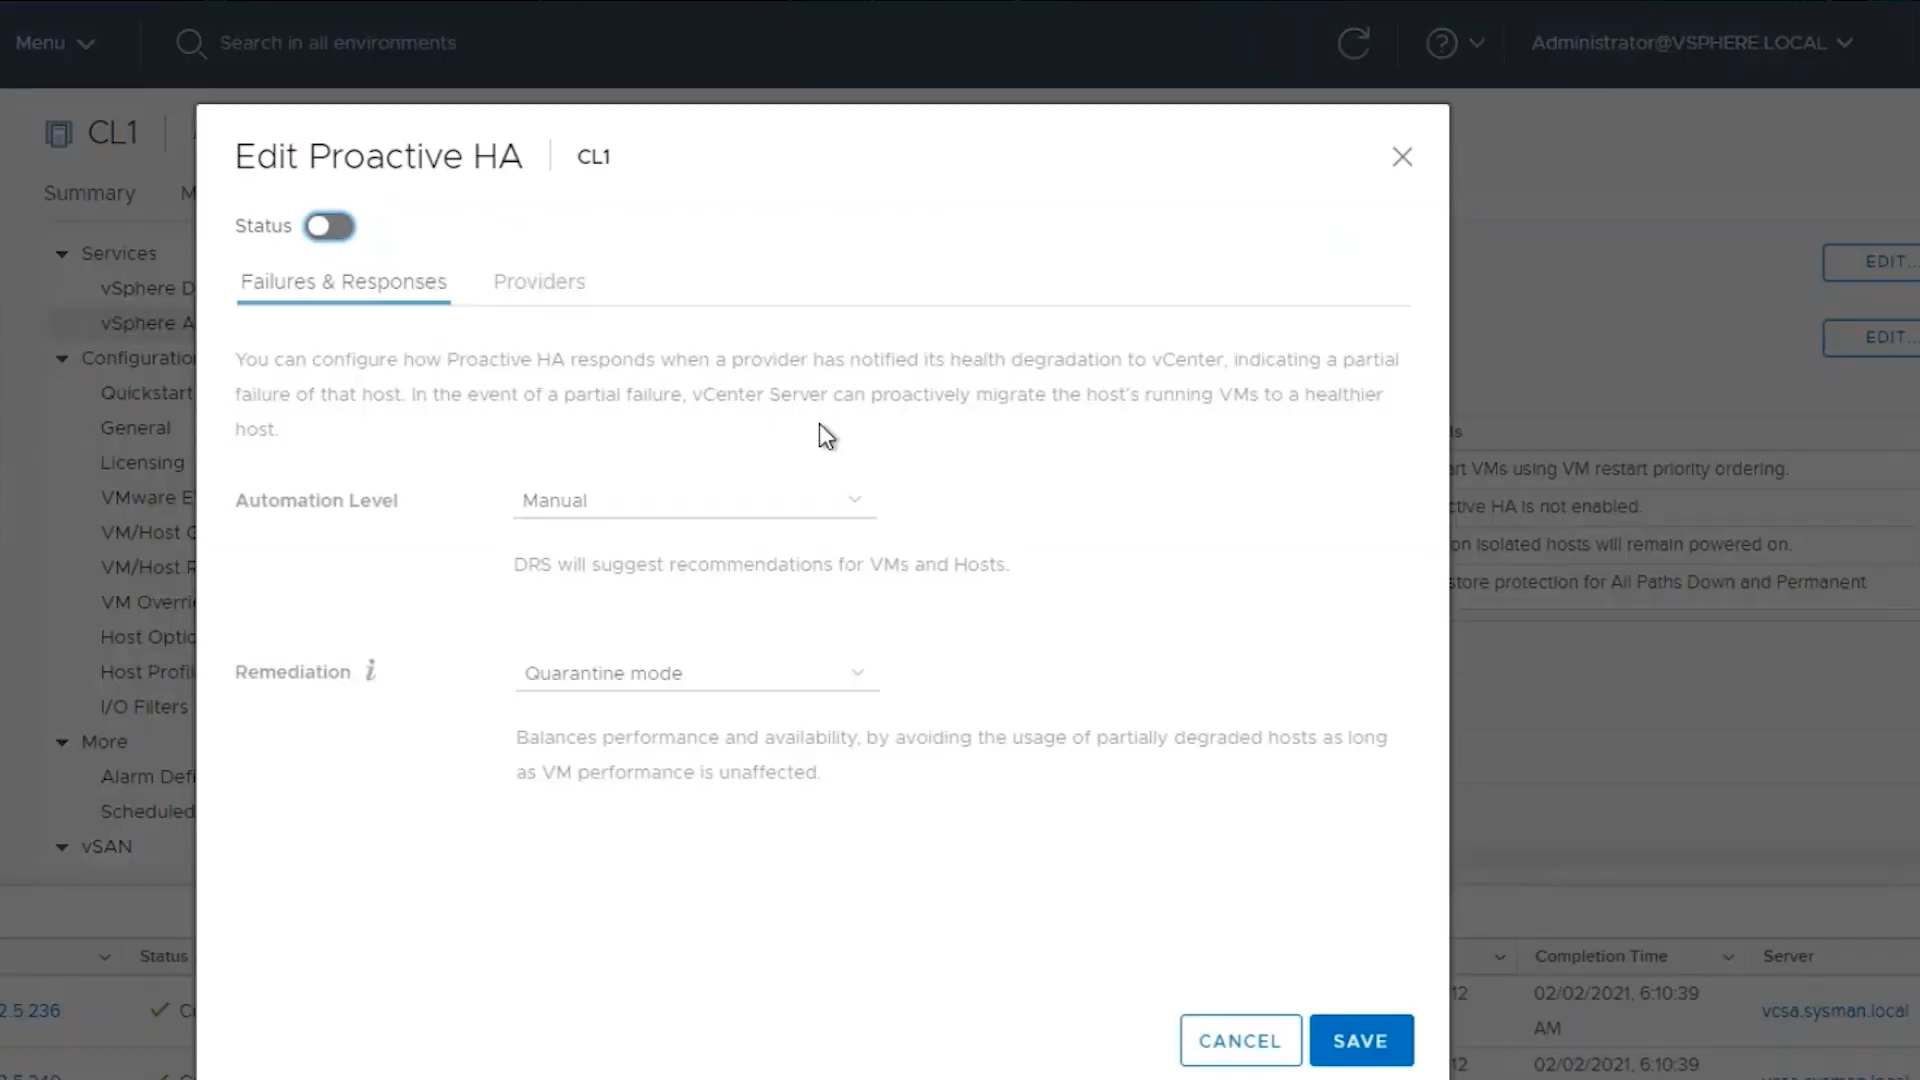 Menu
Search in all environments
Administrator@VSPHERE.LOCAL
CL1
Edit Proactive HA
CL1
Summary
M
Status
Services
EDIT...
Failures & Responses
Providers
vSphere D
vSphere A
EDIT...
Configuratio
You can configure how Proactive HA responds when a provider has notified its health degradation to vCenter, indicating a partial
failure of that host. In the event of a partial failure, vCenter Server can proactively migrate the host's running VMs to a healthier
host.
Quickstart
General
ls
Licensing
rt VMs using VM restart priority ordering.
VMware E
Automation Level
Manual
ctive HA is not enabled.
VM/Host G
on isolated hosts will remain powered on.
VM/Host R
DRS will suggest recommendations for VMs and Hosts.
store protection for All Paths Down and Permanent
VM Overri
Host Optio
Host Profil
Remediation
Quarantine mode
I/O Filters
More
Balances performance and availability, by avoiding the usage of partially degraded hosts as long
as VM performance is unaffected.
Alarm Defi
Scheduled
vSAN
Status
Completion Time
Server
2.5.236
12
02/02/2021, 6:10:39
AM
vcsa.sysman.local
CANCEL
SAVE
12
02/02/2021, 6:10:39